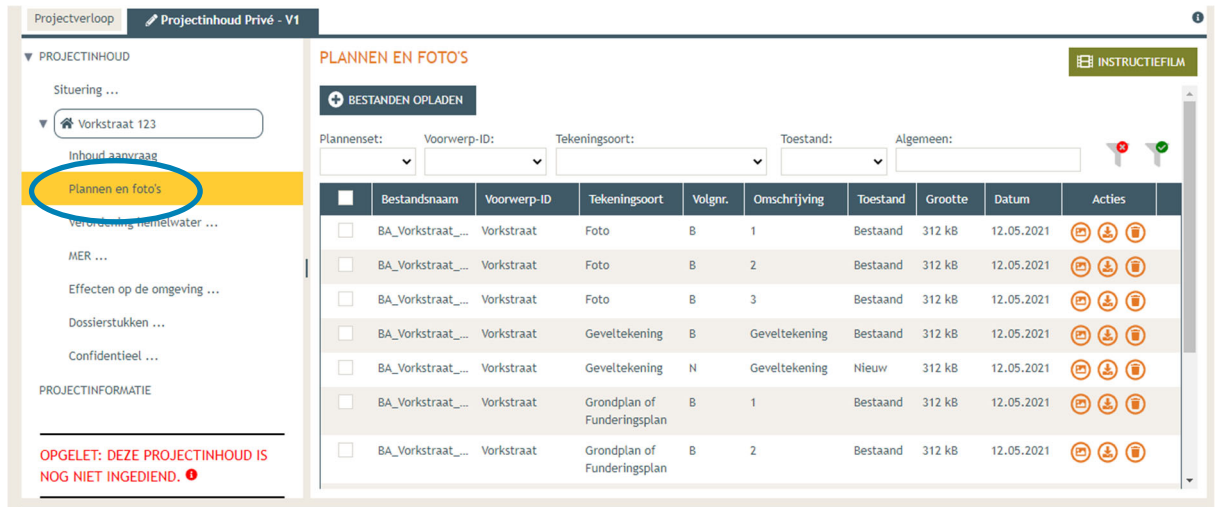 Projectverloop
Projectinhoud Privé - V1
PROJECTINHOUD
Situering ...
Vorkstraat 123
Inhoud aanvraag
Plannen en foto's
Verordening hemelwater ...
MER ...
Effecten op de omgeving ...
Dossierstukken ...
Confidentieel ...
PROJECTINFORMATIE
OPGELET: DEZE PROJECTINHOUD IS
NOG NIET INGEDIEND.
PLANNEN EN FOTO'S
INSTRUCTIEFILM
BESTANDEN OPLADEN
Plannenset: Voorwerp-ID: Tekeningsoort: Toestand: Algemeen:
Bestandsnaam Voorwerp-ID Tekeningsoort Volgnr. Omschrijving Toestand Grootte Datum Acties
BA_Vorkstraat_... Vorkstraat Foto B 1 Bestaand 312 kB 12.05.2021
BA_Vorkstraat_... Vorkstraat Foto B 2 Bestaand 312 kB 12.05.2021
BA_Vorkstraat_... Vorkstraat Foto B 3 Bestaand 312 kB 12.05.2021
BA_Vorkstraat_... Vorkstraat Geveltekening B Geveltekening Bestaand 312 kB 12.05.2021
BA_Vorkstraat_... Vorkstraat Geveltekening N Geveltekening Nieuw 312 kB 12.05.2021
BA_Vorkstraat_... Vorkstraat Grondplan of B 1 Bestaand 312 kB 12.05.2021
Funderingsplan
BA_Vorkstraat_... Vorkstraat Grondplan of B 2 Bestaand 312 kB 12.05.2021
Funderingsplan